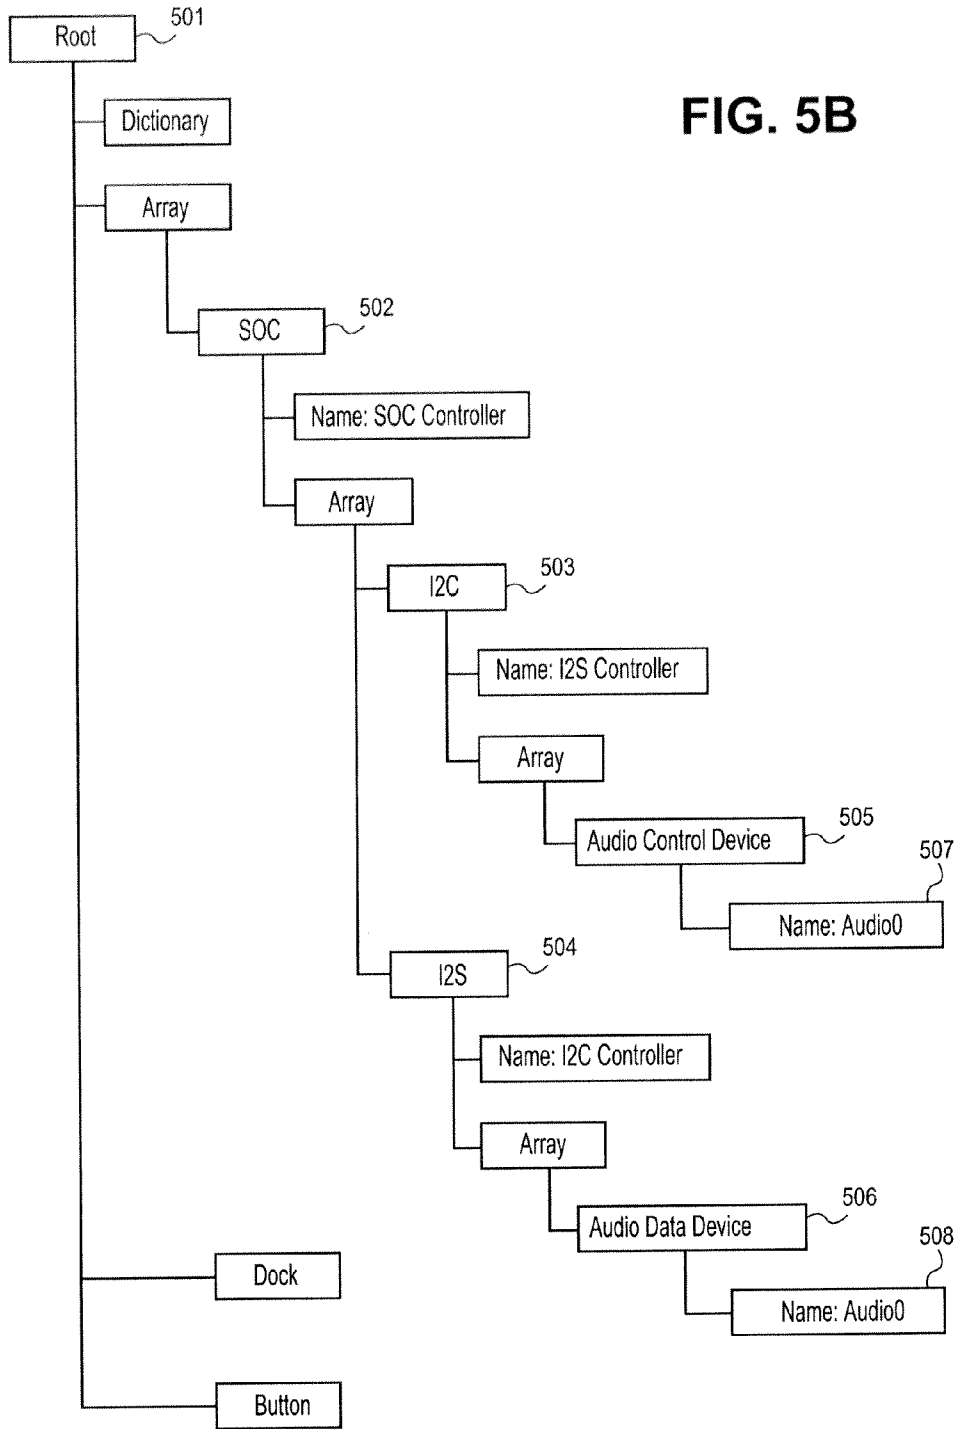 Root
501
FIG. 5B
Dictionary
Array
SOC
502
Name: SOC Controller
Array
I2C
503
Name: I2S Controller
Array
Audio Control Device
505
507
Name: Audio0
I2S
504
Name: I2C Controller
Array
Audio Data Device
506
508
Name: Audio0
Dock
Button